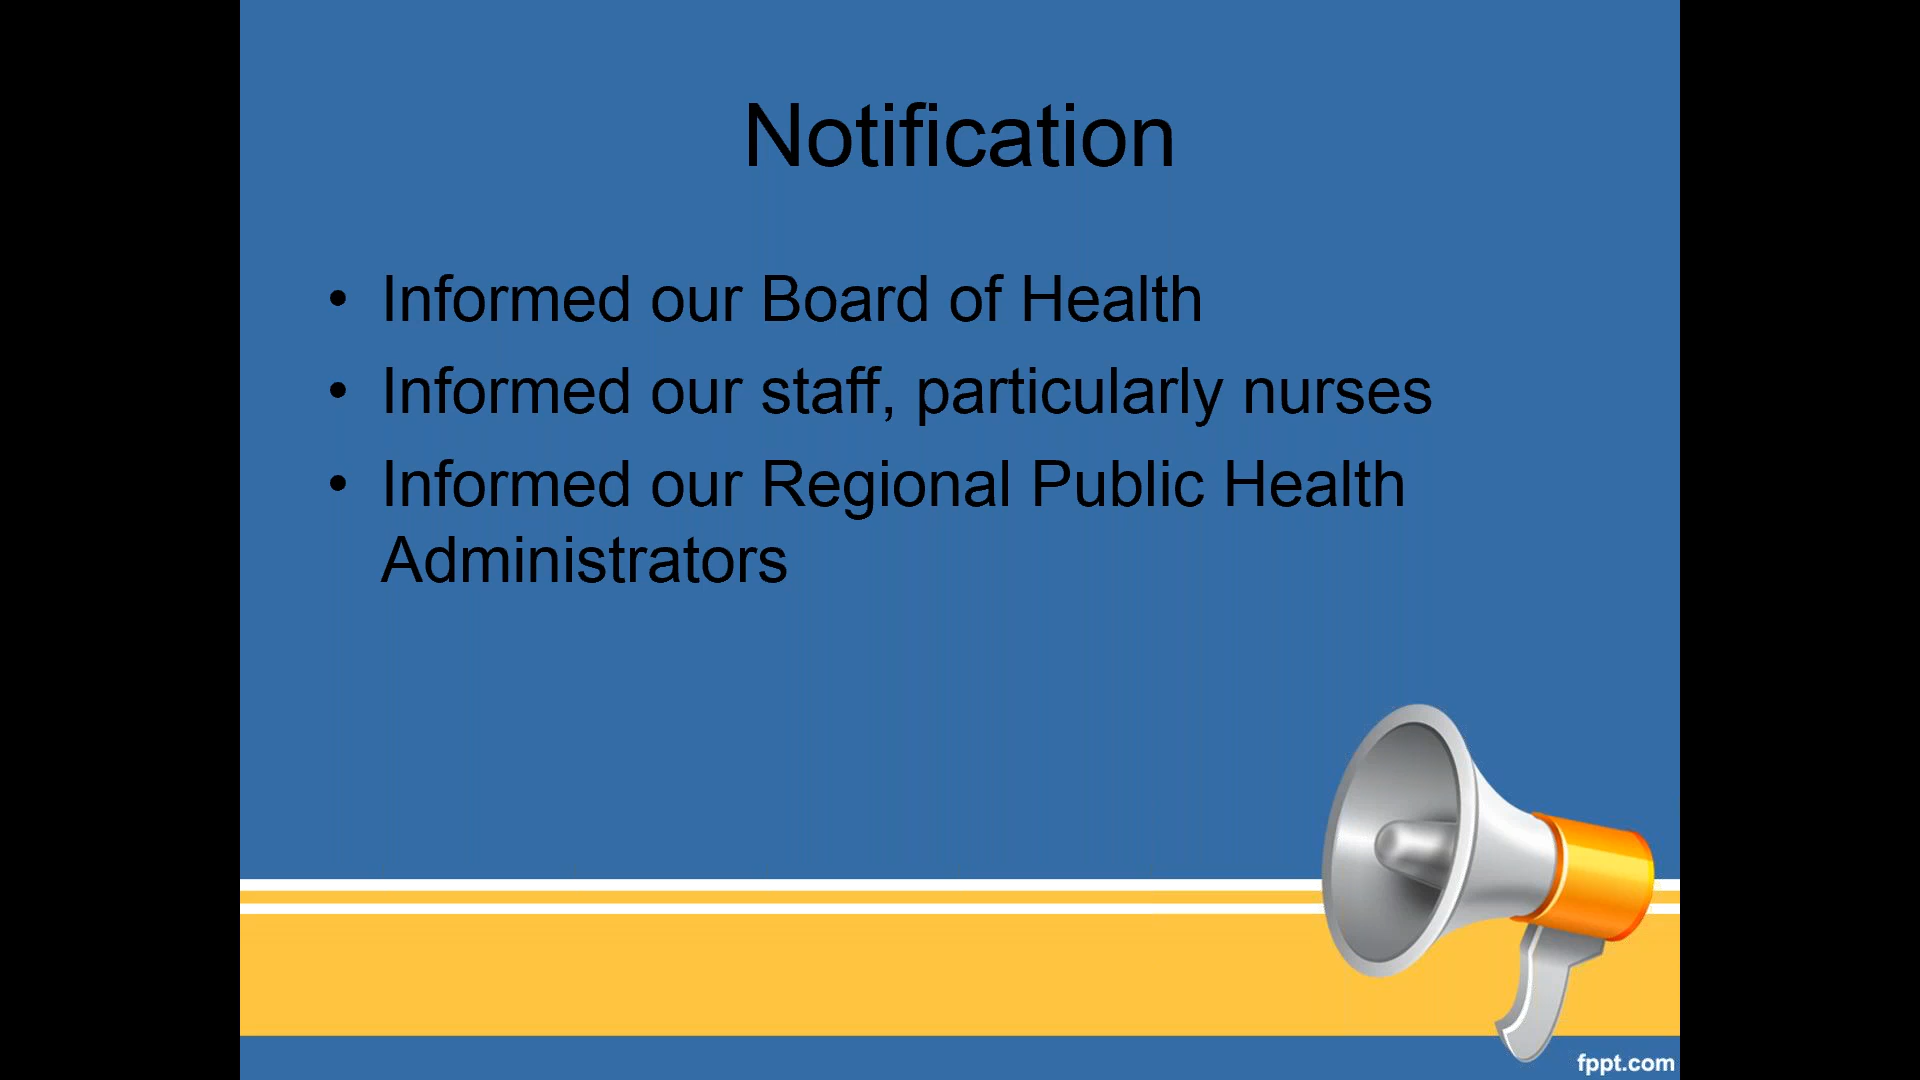 Notification
• Informed our Board of Health
• Informed our staff, particularly nurses
• Informed our Regional Public Health
Administrators
fppt.com